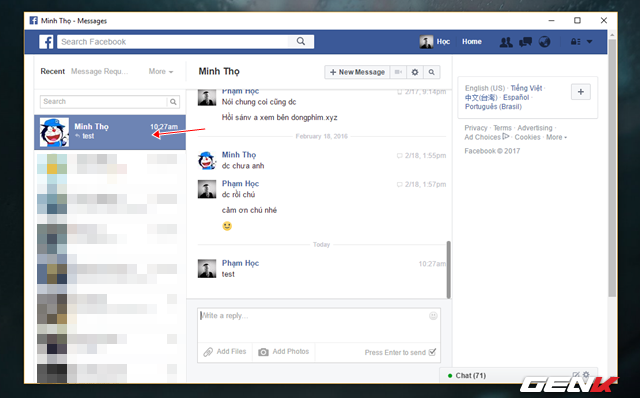 Minh Thọ - Messages
Search Facebook
Học Home
Recent Message Requ... More
Search
Minh Thọ 10:27am
test
Minh Thọ
+ New Message
Phạm Học 2/17, 9:14pm
Nói chung coi cũng dc
Hồi sánv a xem bên dongphim.xyz
February 18, 2016
Minh Thọ 2/18, 1:55pm
dc chưa anh
Phạm Học 2/18, 1:57pm
dc rồi chú
cảm ơn chú nhé
Today
Phạm Học 10:27am
test
Write a reply...
Add Files Add Photos Press Enter to send
English (US) · Tiếng Việt ·
中文(台灣) · Español ·
Português (Brasil)
Privacy · Terms · Advertising ·
Ad Choices · Cookies · More
Facebook © 2017
Chat (71)
GENK